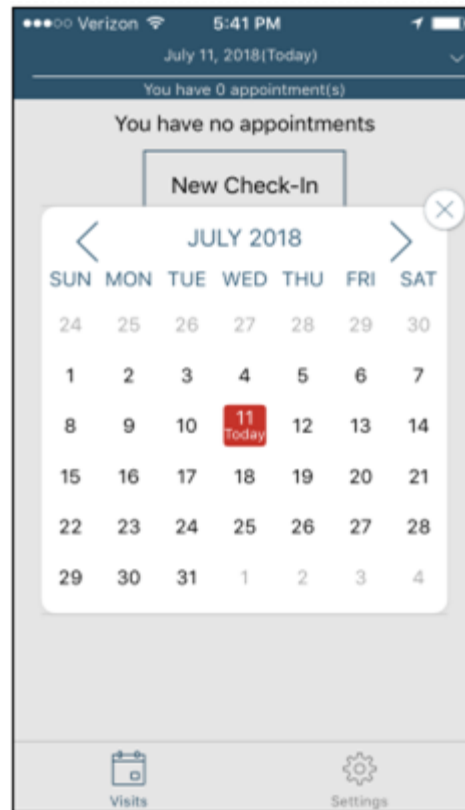 Verizon 5:41 PM
July 11, 2018(Today)
You have 0 appointment(s)
You have no appointments
New Check-In
JULY 2018
SUN MON TUE WED THU FRI SAT
24 25 26 27 28 29 30
1 2 3 4 5 6 7
8 9 10 11 12 13 14
Today
15 16 17 18 19 20 21
22 23 24 25 26 27 28
29 30 31 1 2 3 4
Visits Settings